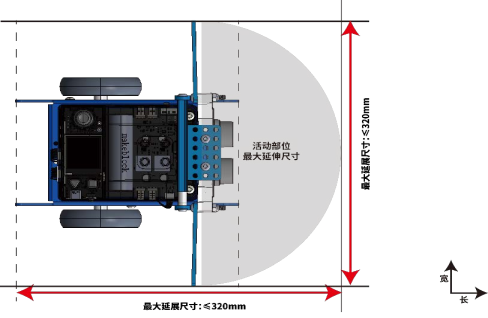 活动部位
最大延伸尺寸
makeblock
最大延展尺寸：≤320mm
最大延展尺寸：≤320mm
宽
长